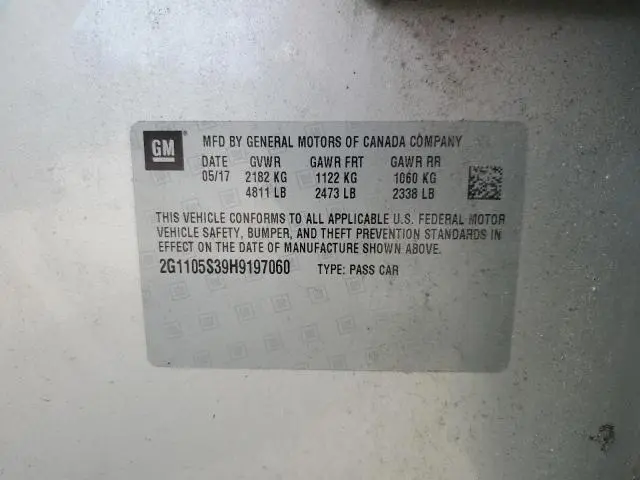 GM MFD BY GENERAL MOTORS OF CANADA COMPANY
DATE GVWR GAWR FRT GAWR RR
05/17 2182 KG 1122 KG 1060 KG
4811 LB 2473 LB 2338 LB
THIS VEHICLE CONFORMS TO ALL APPLICABLE U.S. FEDERAL MOTOR
VEHICLE SAFETY, BUMPER, AND THEFT PREVENTION STANDARDS IN
EFFECT ON THE DATE OF MANUFACTURE SHOWN ABOVE.
2G1105S39H9197060 TYPE: PASS CAR